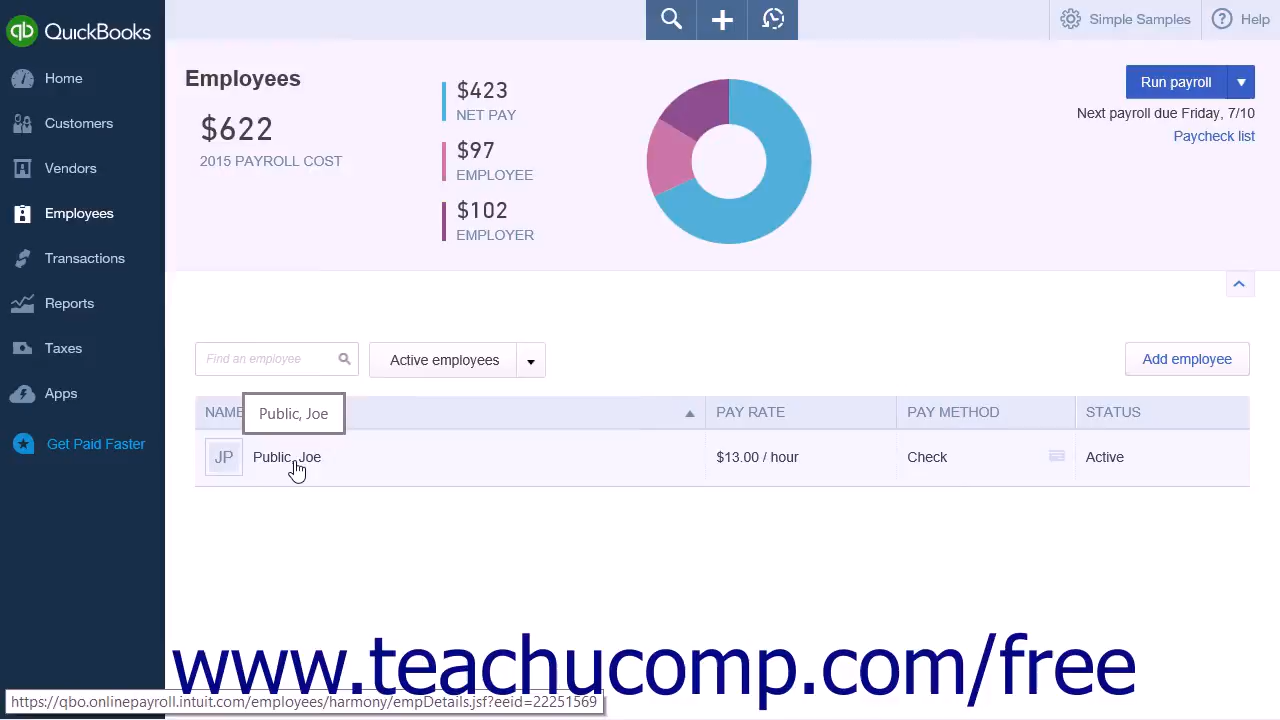 QuickBooks
Simple Samples
Help
Home
Customers
Vendors
Employees
Transactions
Reports
Taxes
Apps
Get Paid Faster
Employees
$622
2015 PAYROLL COST
$423
NET PAY
$97
EMPLOYEE
$102
EMPLOYER
Run payroll
Next payroll due Friday, 7/10
Paycheck list
Find an employee
Active employees
Add employee
NAME
PAY RATE
PAY METHOD
STATUS
Public, Joe
JP
Public, Joe
$13.00 / hour
Check
Active
www.teachucomp.com/free
https://qbo.onlinepayroll.intuit.com/employees/harmony/empDetails.jsf?eeid=22251569